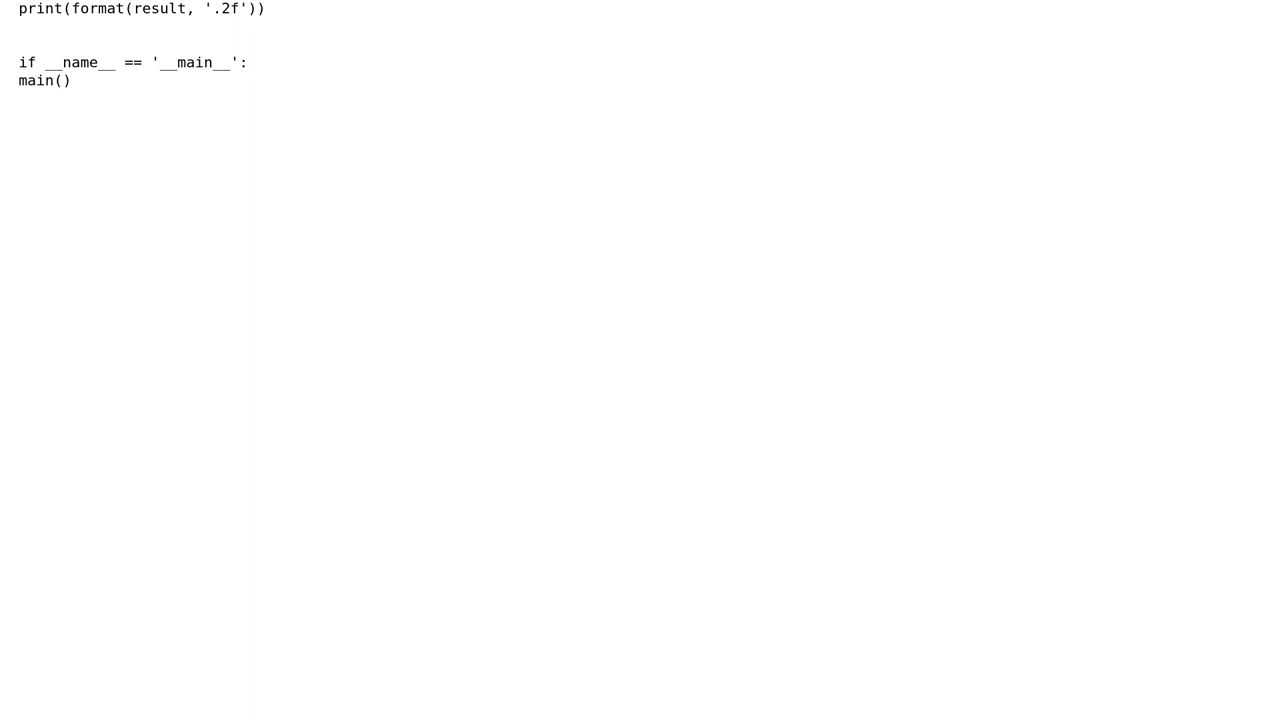 print(format(result, '.2f'))
if __name__ == '__main__':
main()